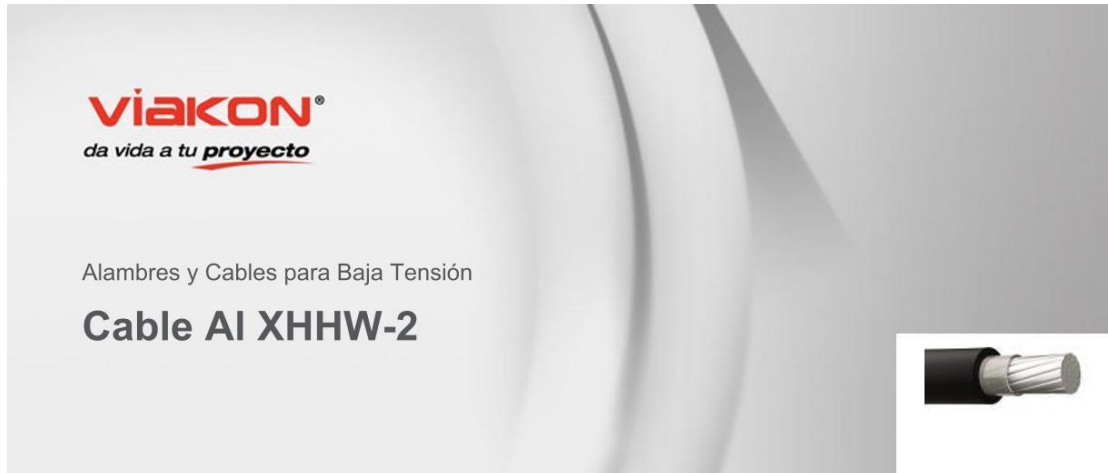 VIAKON®
da vida a tu proyecto
Alambres y Cables para Baja Tensión
Cable Al XHHW-2